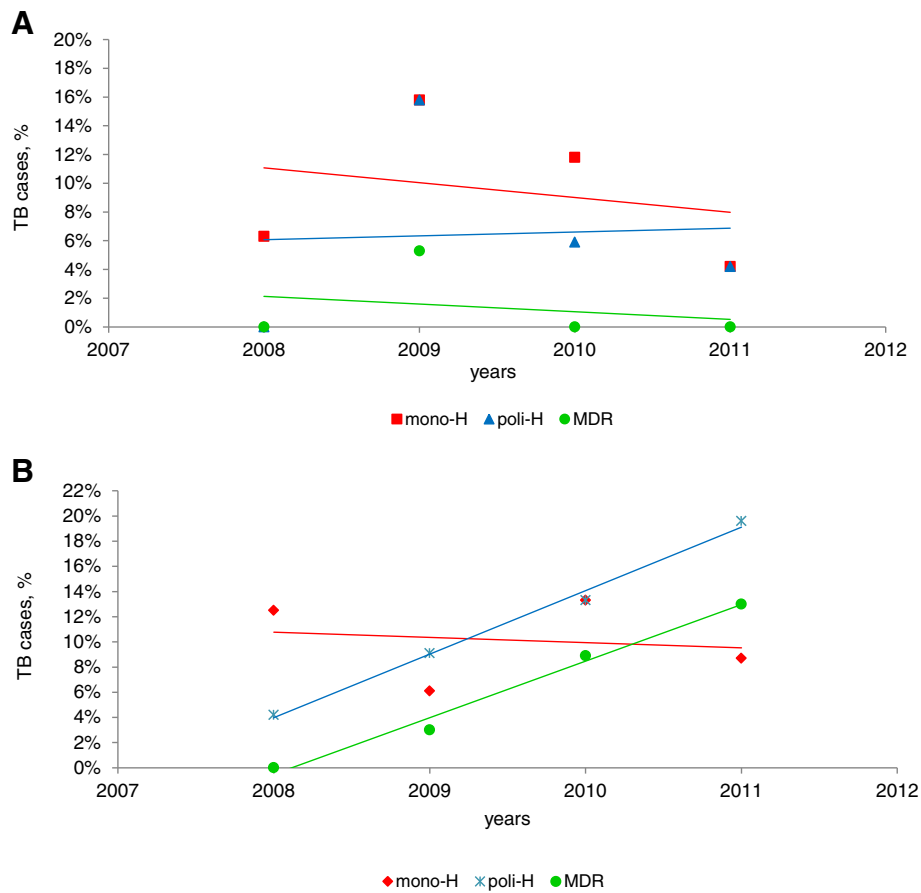 A
TB cases, %
20%
18%
16%
14%
12%
10%
8%
6%
4%
2%
0%
2007 2008 2009 2010 2011 2012
years
mono-H poli-H MDR
B
TB cases, %
22%
20%
18%
16%
14%
12%
10%
8%
6%
4%
2%
0%
2007 2008 2009 2010 2011 2012
years
mono-H poli-H MDR